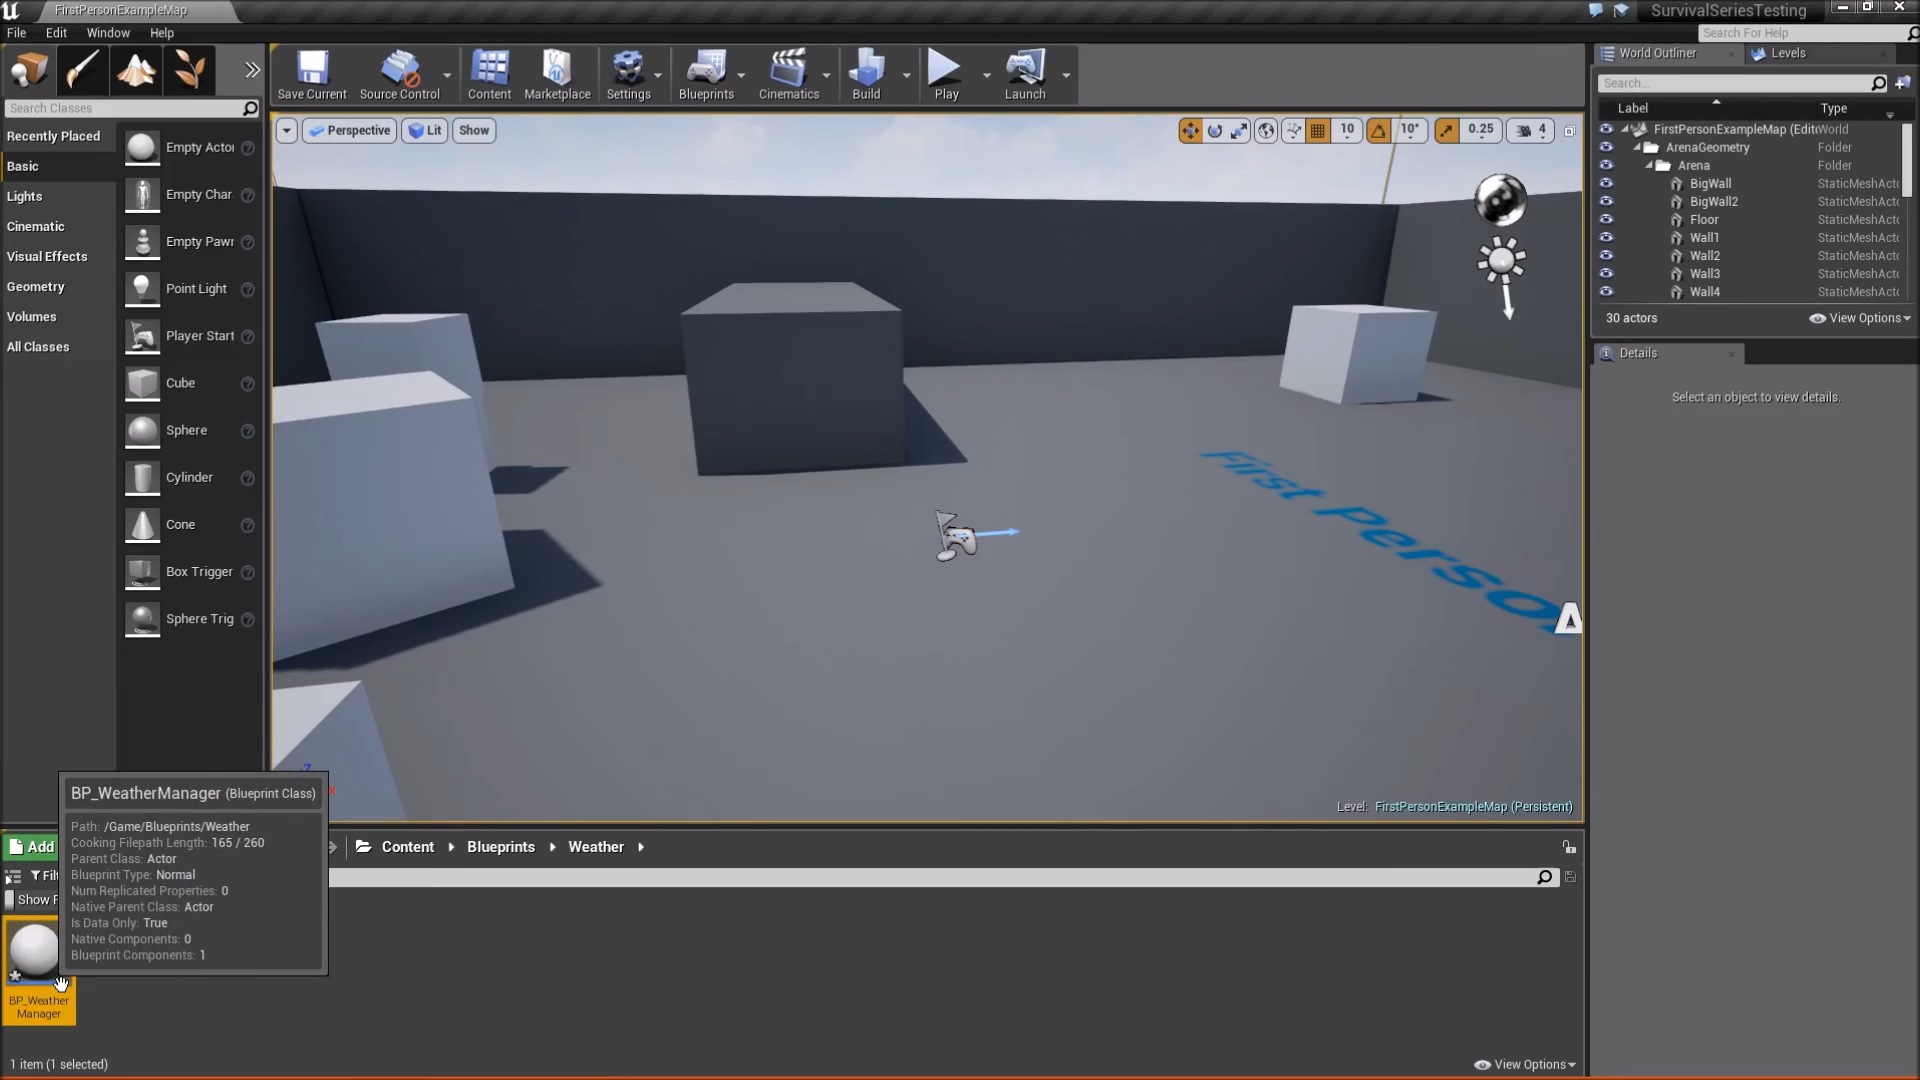 FirstPersonExampleMap
SurvivalSeriesTesting
File Edit Window Help
Search For Help
Save Current
Source Control
Content
Marketplace
Settings
Blueprints
Cinematics
Build
Play
Launch
World Outliner
Levels
Search Classes
Search...
Recently Placed
Basic
Lights
Cinematic
Visual Effects
Geometry
Volumes
All Classes
Empty Actor
Empty Char
Empty Pawn
Point Light
Player Start
Cube
Sphere
Cylinder
Cone
Box Trigger
Sphere Trig
Perspective
Lit
Show
10
10°
0.25
4
Label Type
FirstPersonExampleMap (Edit World
ArenaGeometry Folder
Arena Folder
BigWall StaticMeshActo
BigWall2 StaticMeshActo
Floor StaticMeshActo
Wall1 StaticMeshActo
Wall2 StaticMeshActo
Wall3 StaticMeshActo
Wall4 StaticMeshActo
30 actors
View Options
Details
Select an object to view details.
First Person
Z
X
Level: FirstPersonExampleMap (Persistent)
BP_WeatherManager (Blueprint Class)
Path: /Game/Blueprints/Weather
Cooking Filepath Length: 165 / 260
Parent Class: Actor
Blueprint Type: Normal
Num Replicated Properties: 0
Native Parent Class: Actor
Is Data Only: True
Native Components: 0
Blueprint Components: 1
Add
Content Blueprints Weather
Filt
Show F
BP_Weather
Manager
1 item (1 selected)
View Options